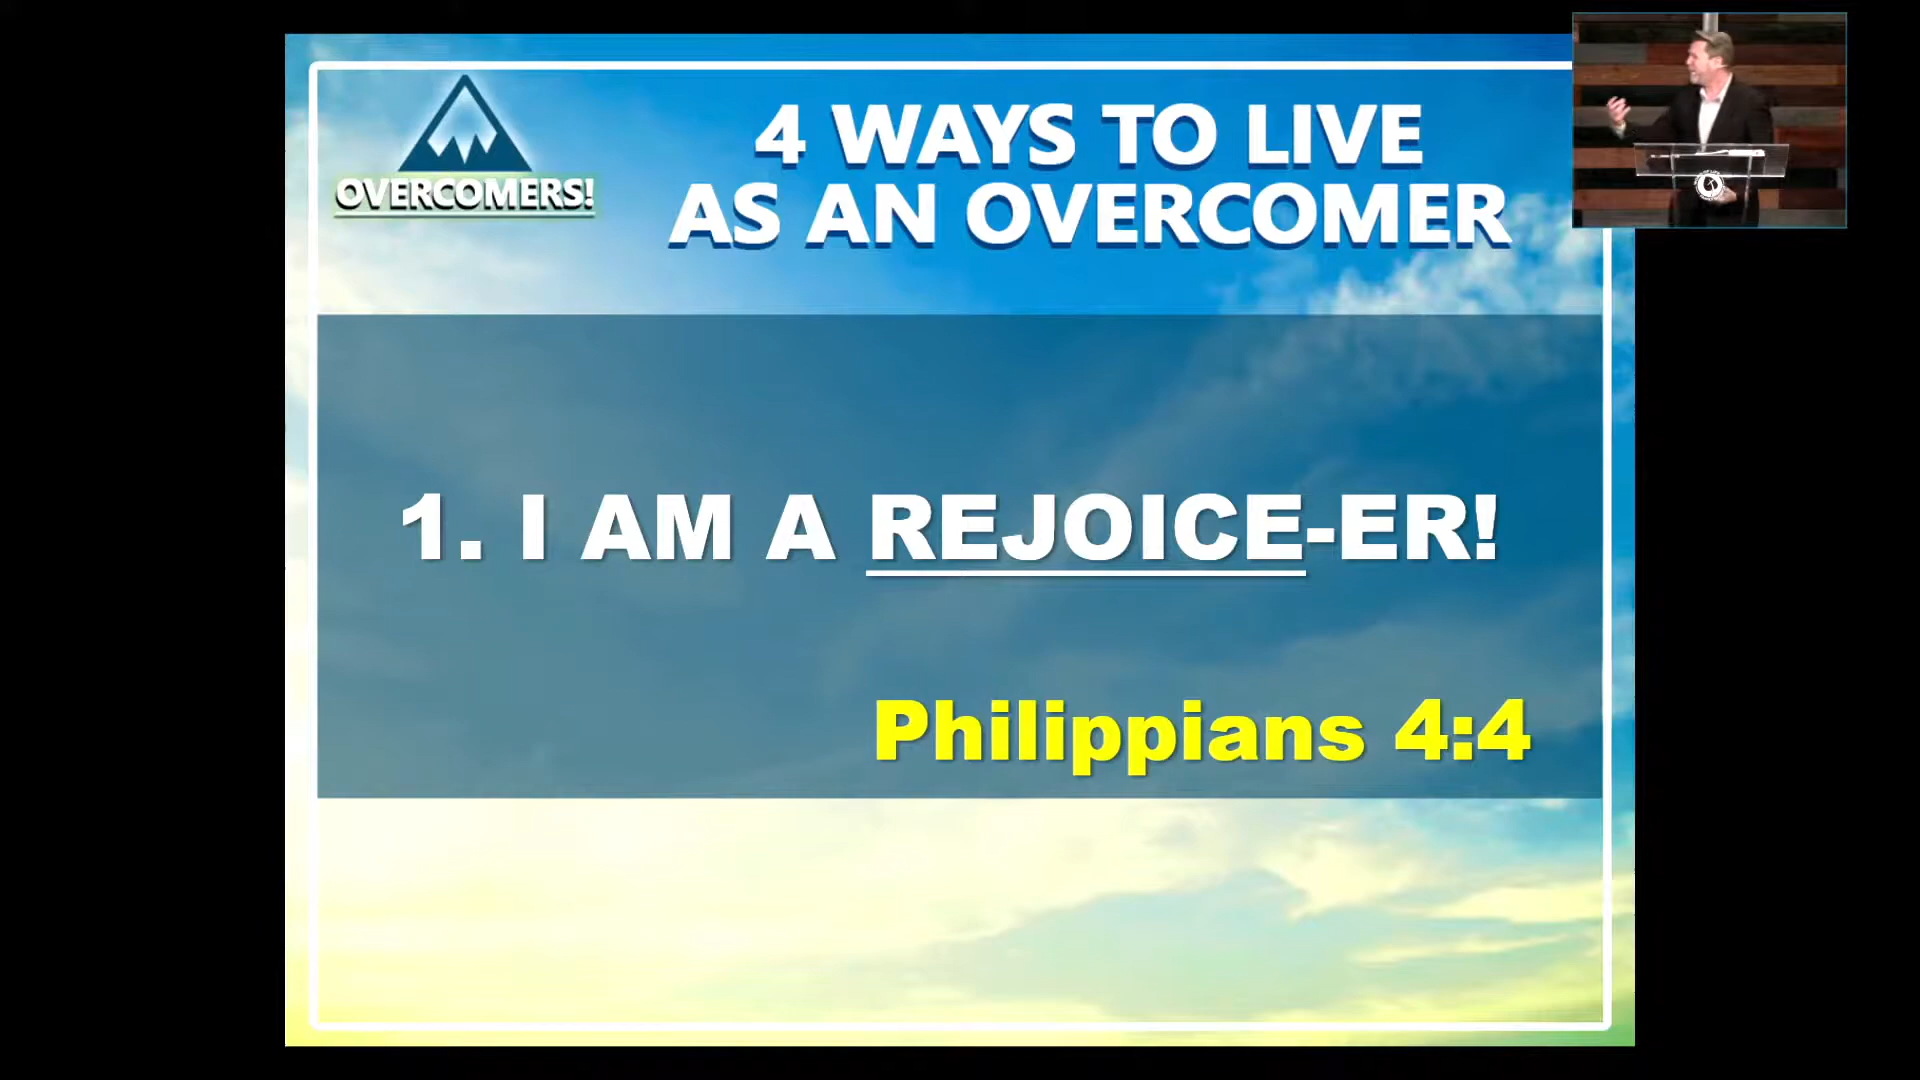 OVERCOMERS!
4 WAYS TO LIVE
AS AN OVERCOMER
1. I AM A REJOICE-ER!
Philippians 4:4